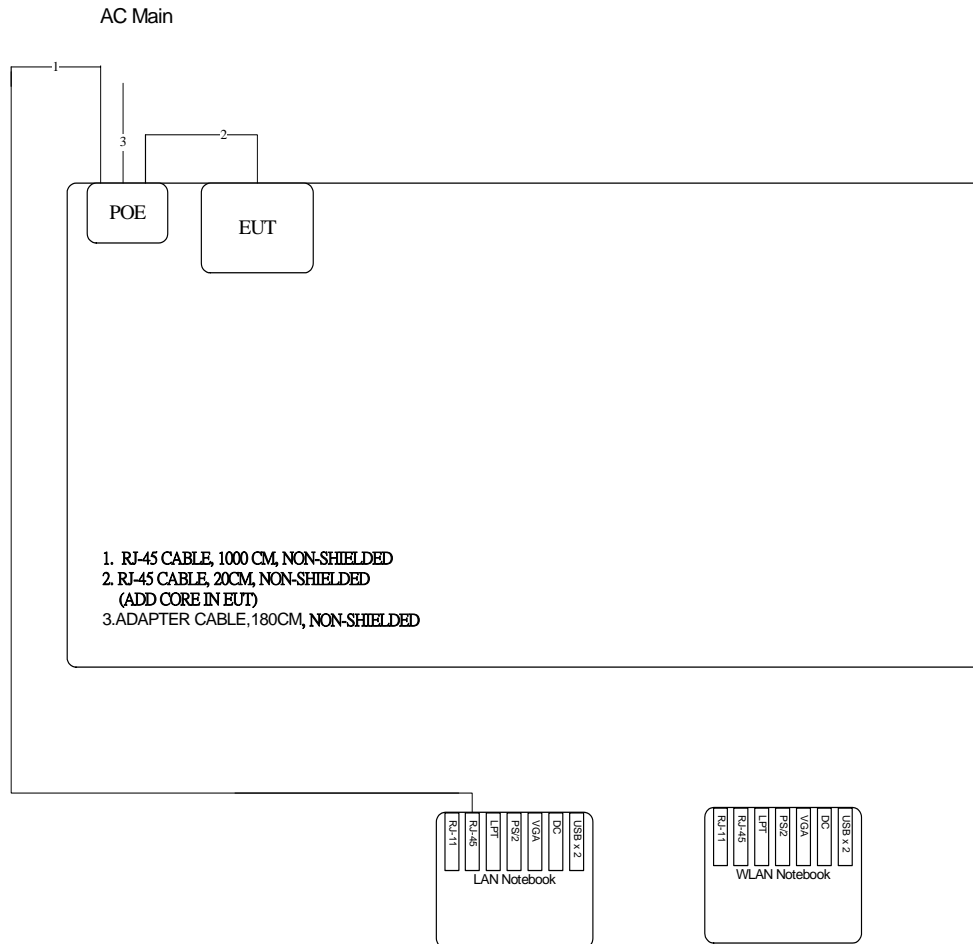 AC Main
1
3
2
POE
EUT
1. RJ-45 CABLE, 1000 CM, NON-SHIELDED
2. RJ-45 CABLE, 20CM, NON-SHIELDED
(ADD CORE IN EUT)
3.ADAPTER CABLE,180CM, NON-SHIELDED
RJ-11
RJ-45
LPT
PS/2
VGA
DC
USB x 2
LAN Notebook
RJ-11
RJ-45
LPT
PS/2
VGA
DC
USB x 2
WLAN Notebook